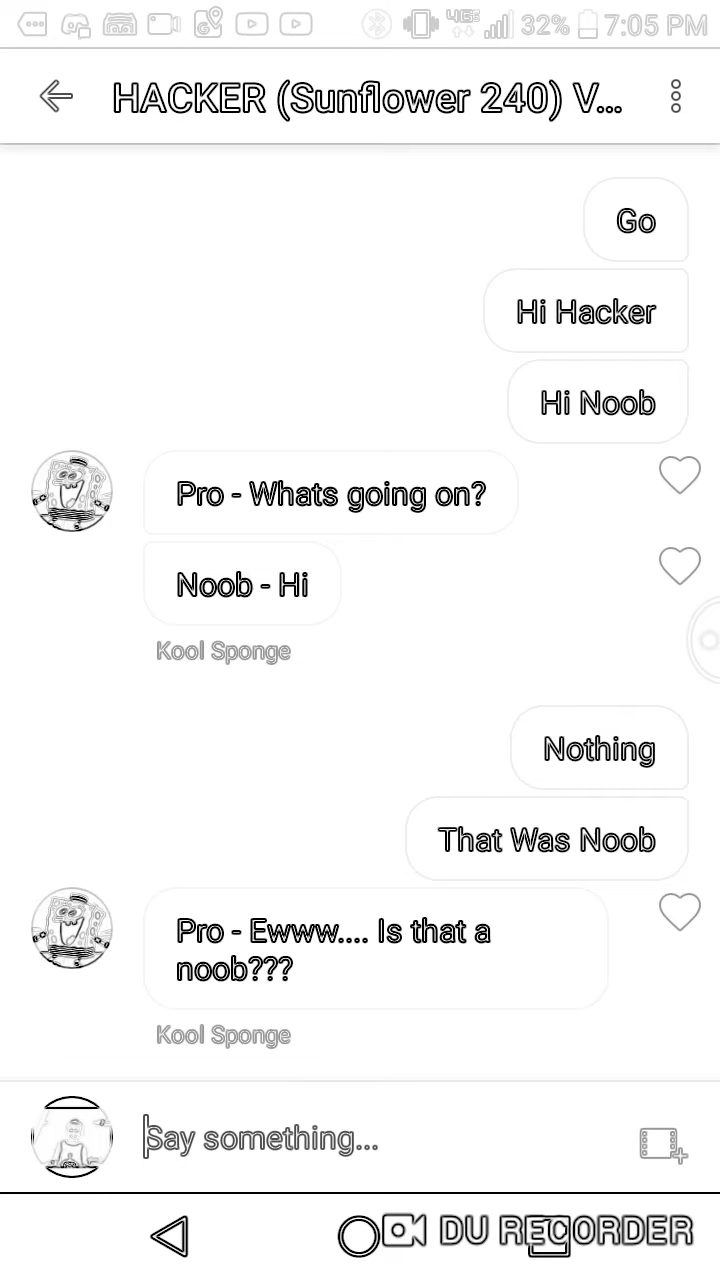 4G
32%
7:05 PM
HACKER (Sunflower 240) V...
Go
Hi Hacker
Hi Noob
Pro - Whats going on?
Noob - Hi
Kool Sponge
Nothing
That Was Noob
Pro - Ewww.... Is that a
noob???
Kool Sponge
Say something...
DU RECORDER